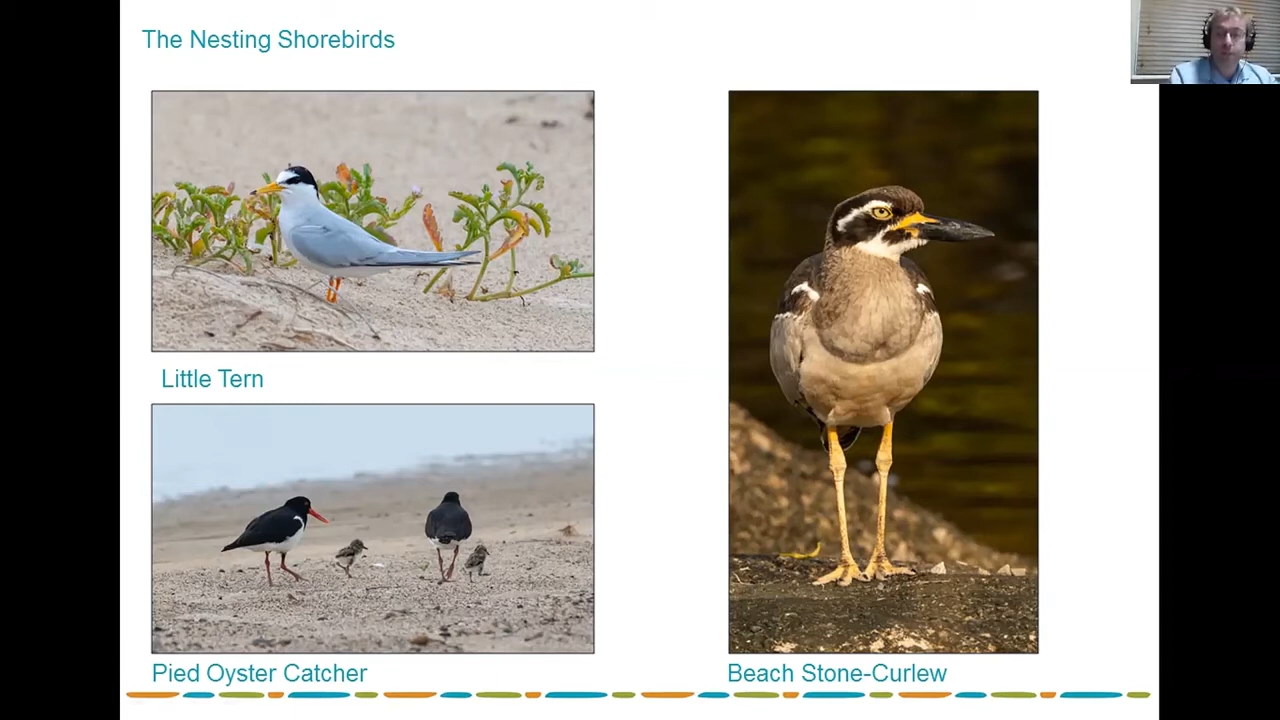 The Nesting Shorebirds
Little Tern
Pied Oyster Catcher
Beach Stone-Curlew